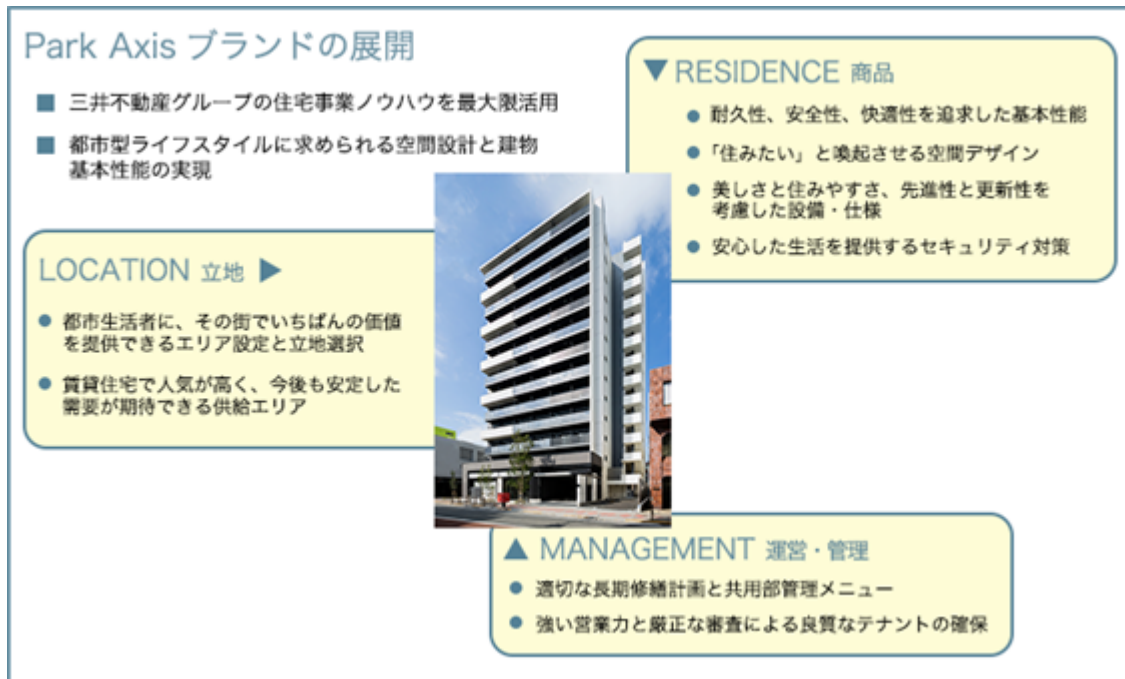 Park Axis ブランドの展開
■ 三井不動産グループの住宅事業ノウハウを最大限活用
■ 都市型ライフスタイルに求められる空間設計と建物
基本性能の実現
▼ RESIDENCE 商品
● 耐久性、安全性、快適性を追求した基本性能
● 「住みたい」と喚起させる空間デザイン
● 美しさと住みやすさ、先進性と更新性を
考慮した設備・仕様
● 安心した生活を提供するセキュリティ対策
LOCATION 立地 ▶
● 都市生活者に、その街でいちばんの価値
を提供できるエリア設定と立地選択
● 賃貸住宅で人気が高く、今後も安定した
需要が期待できる供給エリア
▲ MANAGEMENT 運営・管理
● 適切な長期修繕計画と共用部管理メニュー
● 強い営業力と厳正な審査による良質なテナントの確保